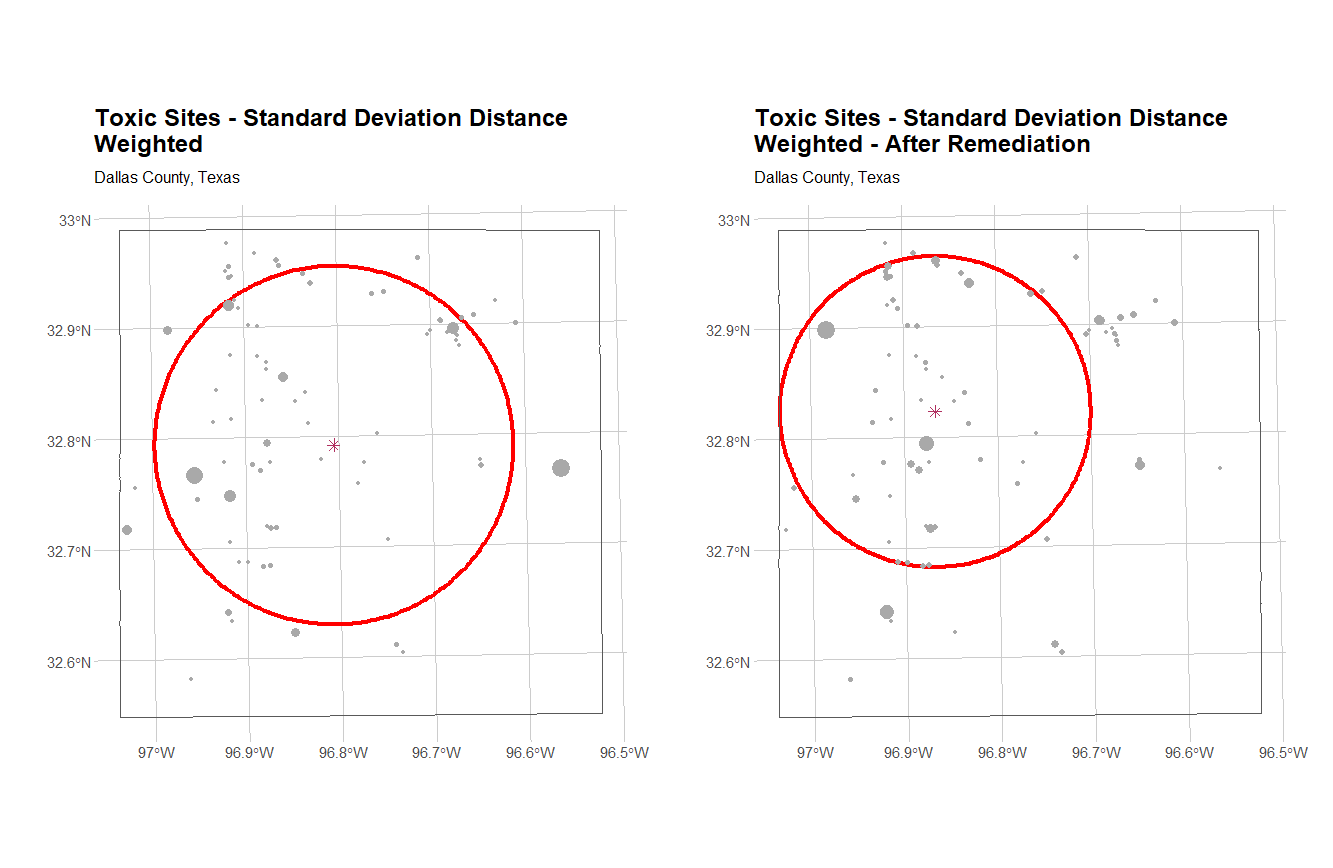 Toxic Sites - Standard Deviation Distance
Weighted
Dallas County, Texas
33°N
32.9°N
32.8°N
32.7°N
32.6°N
97°W 96.9°W 96.8°W 96.7°W 96.6°W 96.5°W
Toxic Sites - Standard Deviation Distance
Weighted - After Remediation
Dallas County, Texas
33°N
32.9°N
32.8°N
32.7°N
32.6°N
97°W 96.9°W 96.8°W 96.7°W 96.6°W 96.5°W